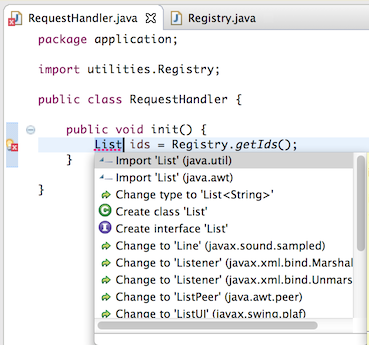 RequestHandler.java Registry.java
package application;
import utilities.Registry;
public class RequestHandler {
public void init() {
List ids = Registry.getIds();
}
}
Import 'List' (java.util)
Import 'List' (java.awt)
Change type to 'List<String>'
Create class 'List'
Create interface 'List'
Change to 'Line' (javax.sound.sampled)
Change to 'Listener' (javax.xml.bind.Marshal
Change to 'Listener' (javax.xml.bind.Unmars
Change to 'ListPeer' (java.awt.peer)
Change to 'ListUI' (javax.swing.plaf)